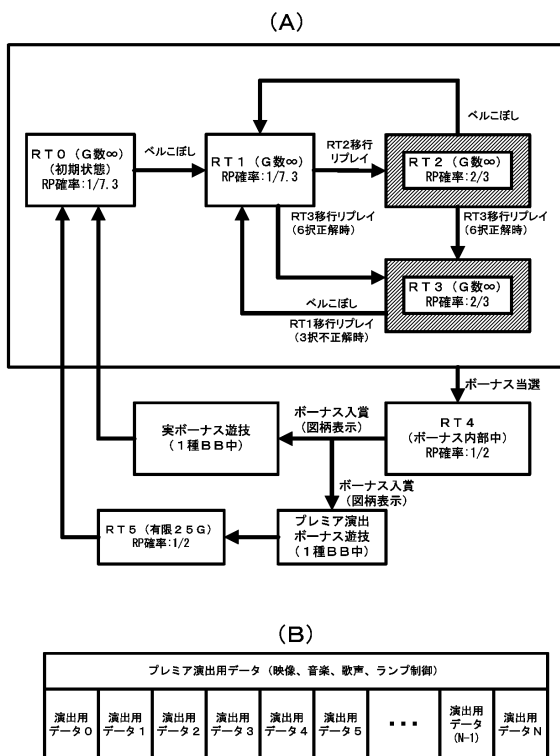 (A)
ベルこぼし
RT0(G数∞)
(初期状態)
RP確率:1/7.3
ベルこぼし
RT1(G数∞)
RP確率:1/7.3
RT2移行
リプレイ
RT2(G数∞)
RP確率:2/3
RT3移行リプレイ
(6択正解時)
RT3移行リプレイ
(6択正解時)
RT3(G数∞)
RP確率:2/3
ベルこぼし
RT1移行リプレイ
(3択不正解時)
ボーナス当選
実ボーナス遊技
(1種BB中)
ボーナス入賞
(図柄表示)
RT4
(ボーナス内部中)
RP確率:1/2
ボーナス入賞
(図柄表示)
RT5(有限25G)
RP確率:1/2
プレミア演出
ボーナス遊技
(1種BB中)
(B)
プレミア演出用データ(映像、音楽、歌声、ランプ制御)
演出用
データ0
演出用
データ1
演出用
データ2
演出用
データ3
演出用
データ4
演出用
データ5
・・・
演出用
データ
(N-1)
演出用
データN